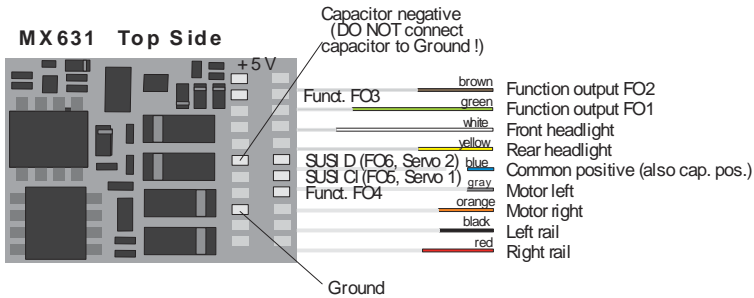 Capacitor negative
(DO NOT connect
capacitor to Ground !)
MX631 Top Side
+5V
Funct. FO3
brown Function output FO2
green Function output FO1
white Front headlight
yellow Rear headlight
SUSI D (FO6, Servo 2) blue Common positive (also cap. pos.)
SUSI Cl (FO5, Servo 1) gray Motor left
Funct. FO4
orange Motor right
black Left rail
red Right rail
Ground